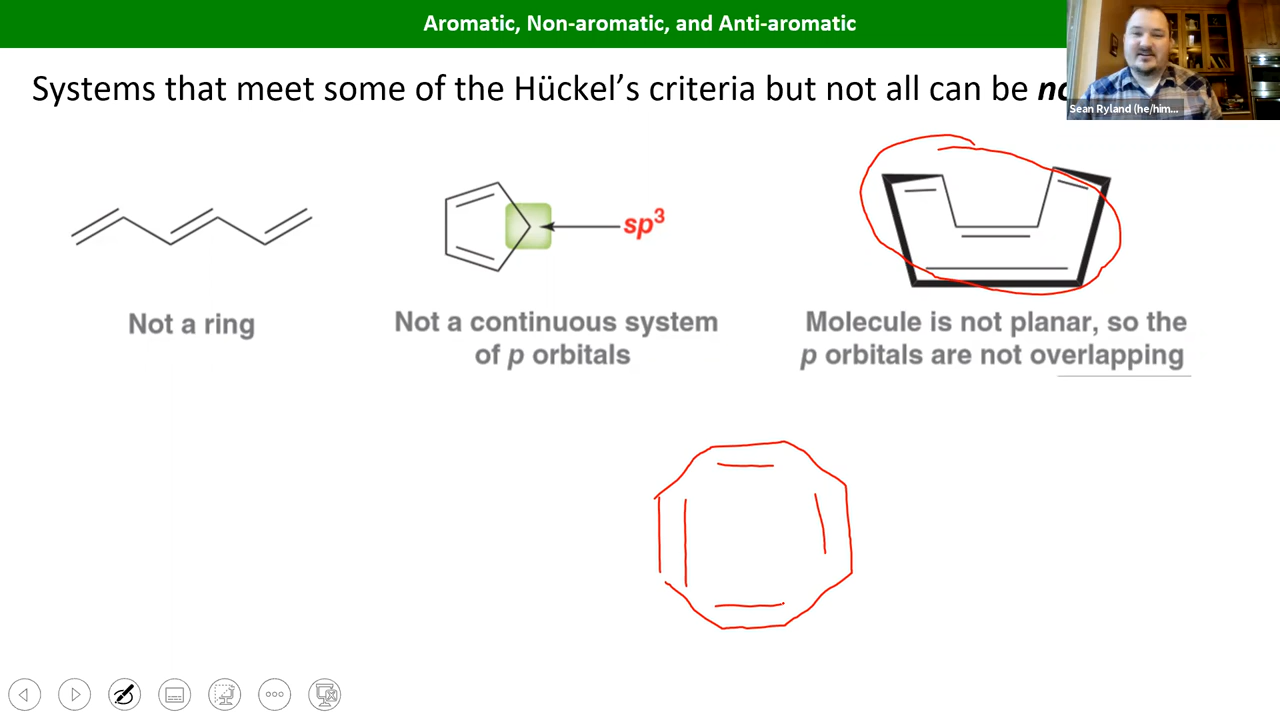 Aromatic, Non-aromatic, and Anti-aromatic
Systems that meet some of the Hückel’s criteria but not all can be
Sean Ryland (he/him...
sp³
Not a ring
Not a continuous system
of p orbitals
Molecule is not planar, so the
p orbitals are not overlapping